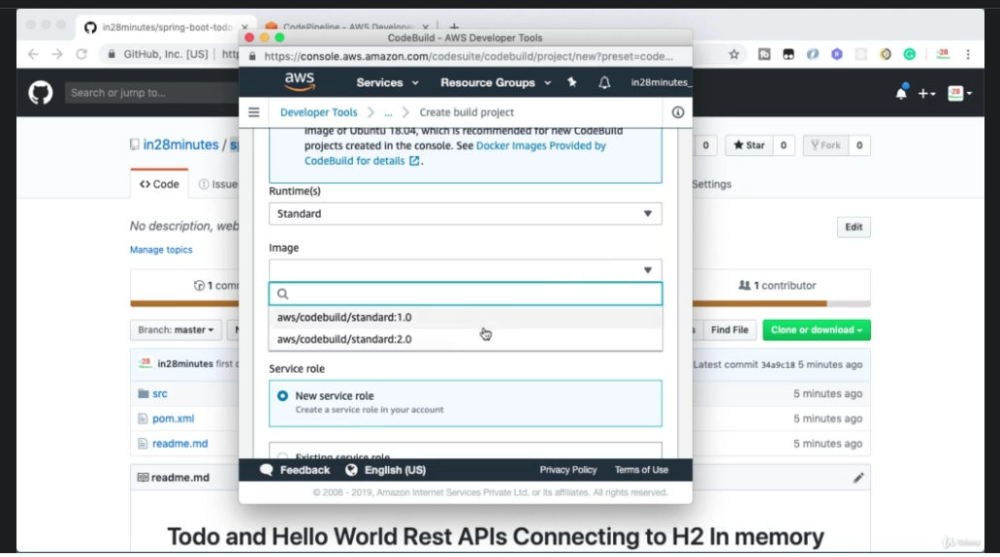 in28minutes/spring-boot-todo
CodePipeline - AWS Developer
GitHub, Inc. [US]
CodeBuild - AWS Developer Tools
https://console.aws.amazon.com/codesuite/codebuild/project/new?preset=code...
Search or jump to...
aws
Services
Resource Groups
in28minutes_
Developer Tools
...
Create build project
image of Ubuntu 18.04, which is recommended for new CodeBuild
projects created in the console. See Docker Images Provided by
CodeBuild for details
in28minutes /
0
Star
0
Fork
0
Code
Settings
Runtime(s)
Standard
No description,
Edit
Manage topics
Image
1
1 contributor
aws/codebuild/standard:1.0
aws/codebuild/standard:2.0
Branch: master
Find File
Clone or download
in28minutes first
Latest commit 34a9c18 5 minutes ago
Service role
New service role
Create a service role in your account
src
5 minutes ago
pom.xml
5 minutes ago
readme.md
5 minutes ago
Existing service role
Feedback
English (US)
Privacy Policy
Terms of Use
readme.md
© 2008 - 2019, Amazon Internet Services Private Ltd. or its affiliates. All rights reserved.
Todo and Hello World Rest APIs Connecting to H2 In memory
Udemy